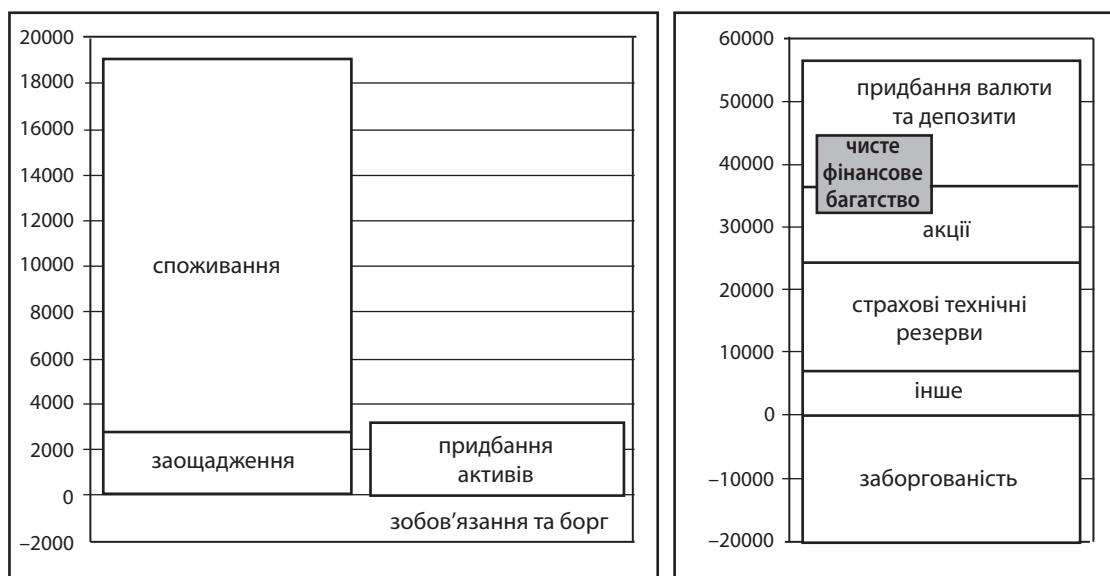 20000
18000
16000
14000
12000
10000
8000
6000
4000
2000
0
–2000
споживання
заощадження
придбання
активів
зобов'язання та борг
60000
50000
40000
30000
20000
10000
0
–10000
–20000
придбання валюти
та депозити
чисте
фінансове
багатство
акції
страхові технічні
резерви
інше
заборгованість